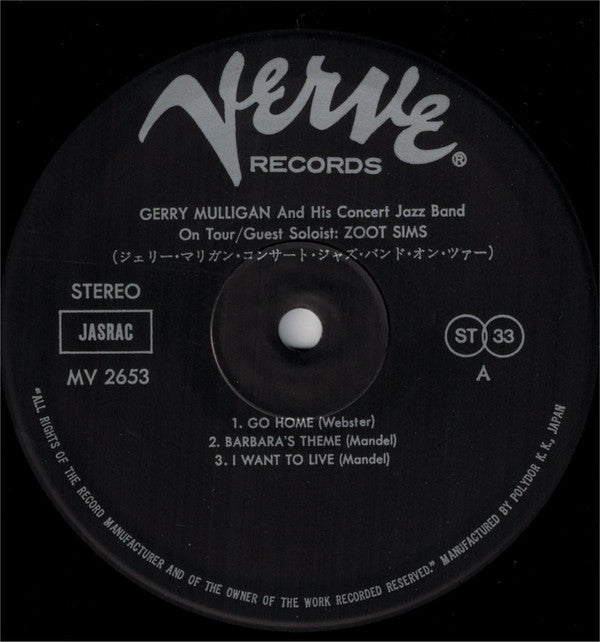 Verve
RECORDS®
GERRY MULLIGAN And His Concert Jazz Band
On Tour/Guest Soloist: ZOOT SIMS
(ジェリー・マリガン・コンサート・ジャズ・バンド・オン・ツァー)
STEREO
JASRAC
MV 2653
ST 33
A
1. GO HOME (Webster)
2. BARBARA'S THEME (Mandel)
3. I WANT TO LIVE (Mandel)
"ALL RIGHTS OF THE RECORD MANUFACTURER AND OF THE OWNER OF THE WORK RECORDED RESERVED." MANUFACTURED BY POLYDOR K. K., JAPAN